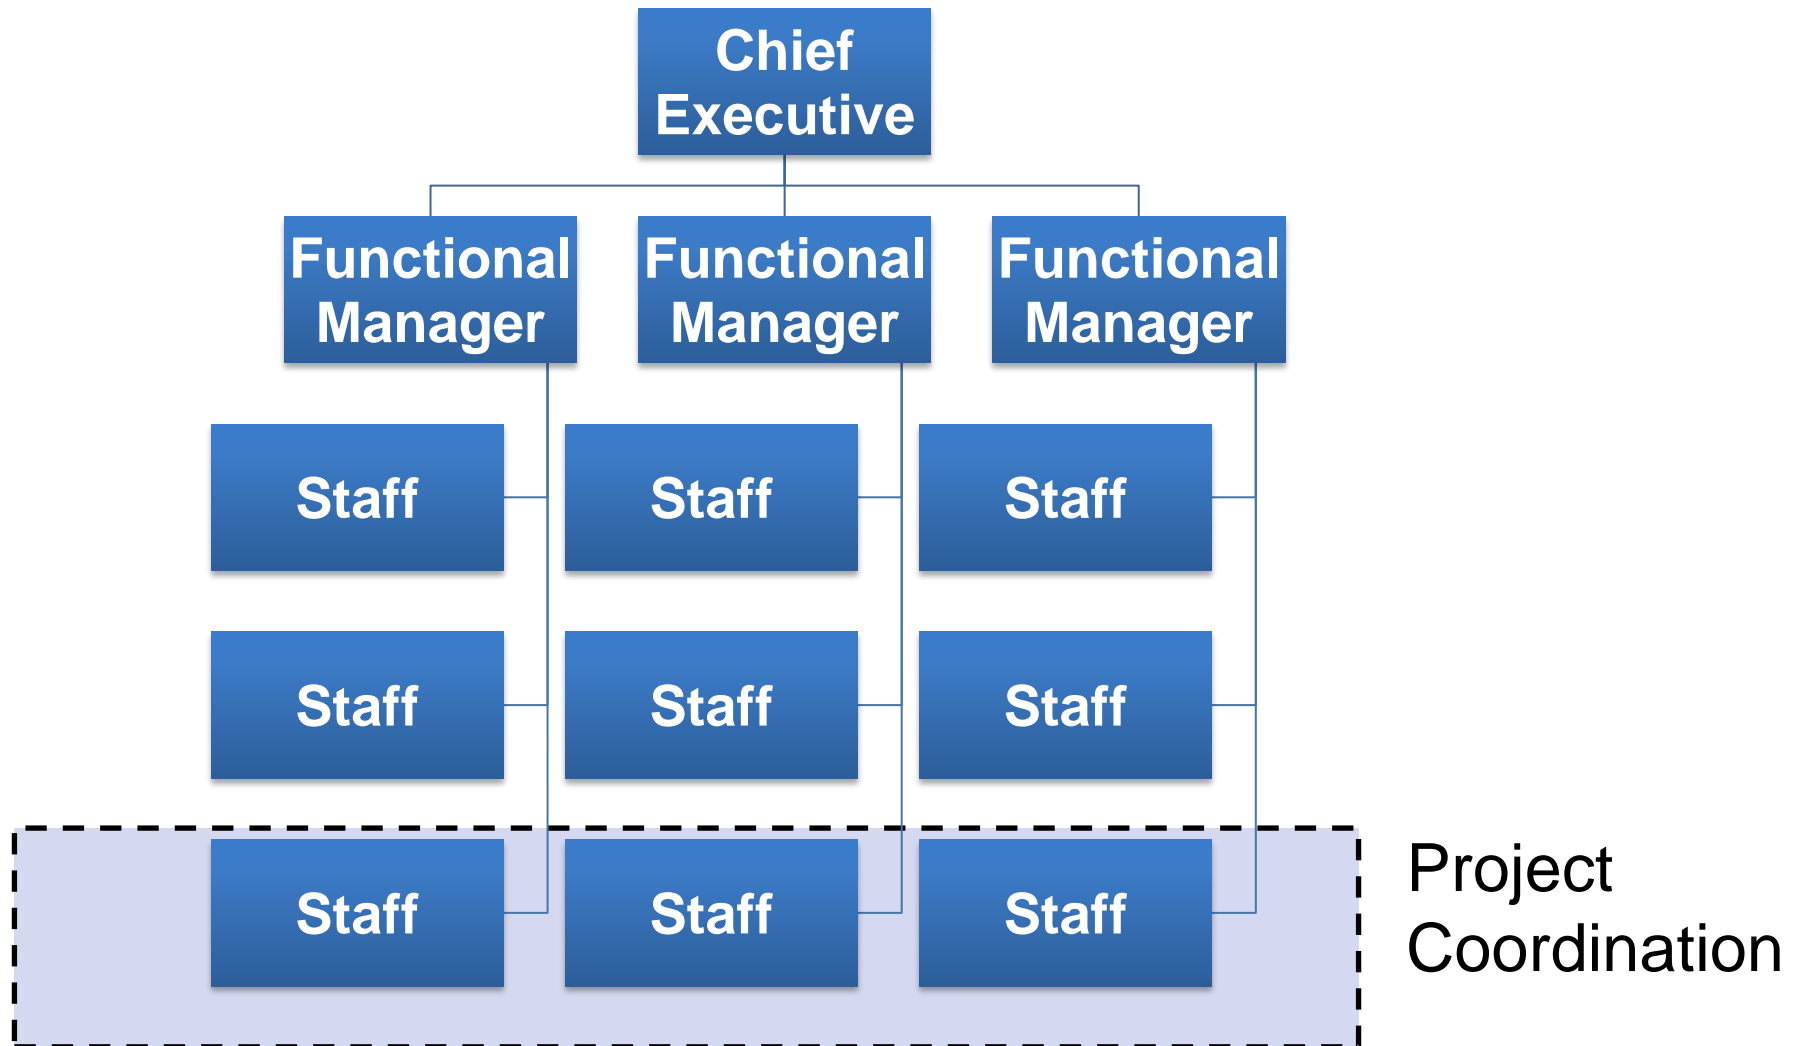 Chief
Executive
Functional
Manager
Functional
Manager
Functional
Manager
Staff
Staff
Staff
Staff
Staff
Staff
Staff
Staff
Staff
Project
Coordination